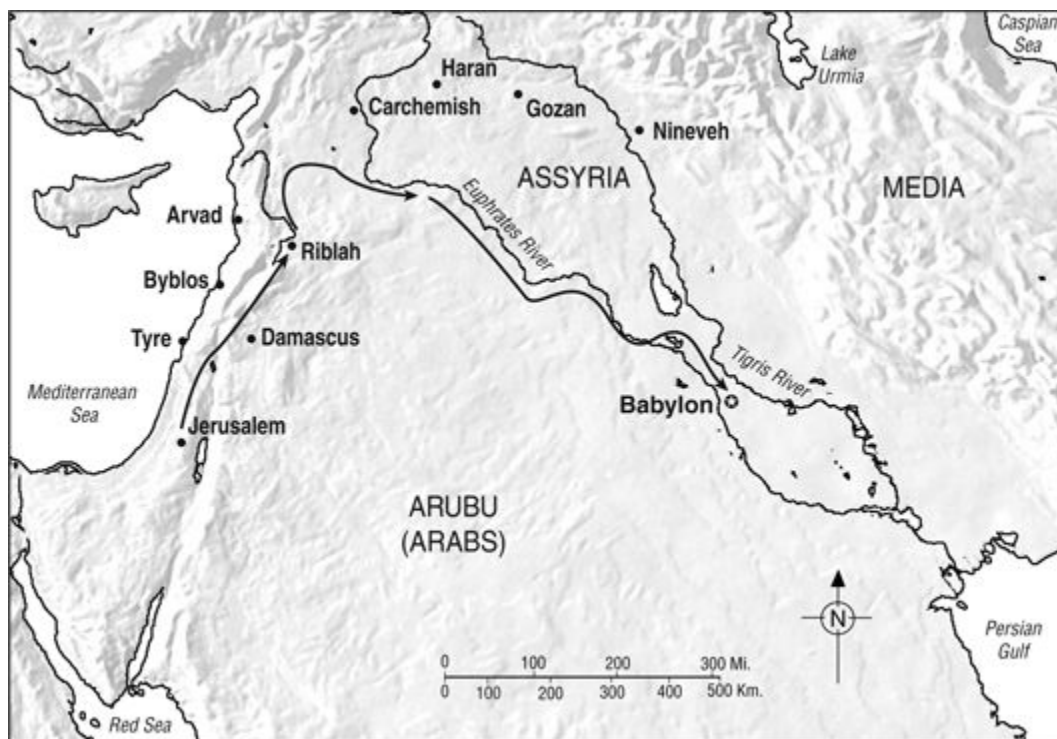 Caspian
Sea
Lake
Urmia
Haran
Carchemish
Gozan
Nineveh
ASSYRIA
MEDIA
Euphrates River
Arvad
Riblah
Byblos
Tyre
Damascus
Tigris River
Mediterranean
Sea
Babylon
Jerusalem
ARUBU
(ARABS)
N
Persian
Gulf
0 100 200 300 Mi.
0 100 200 300 400 500 Km.
Red Sea